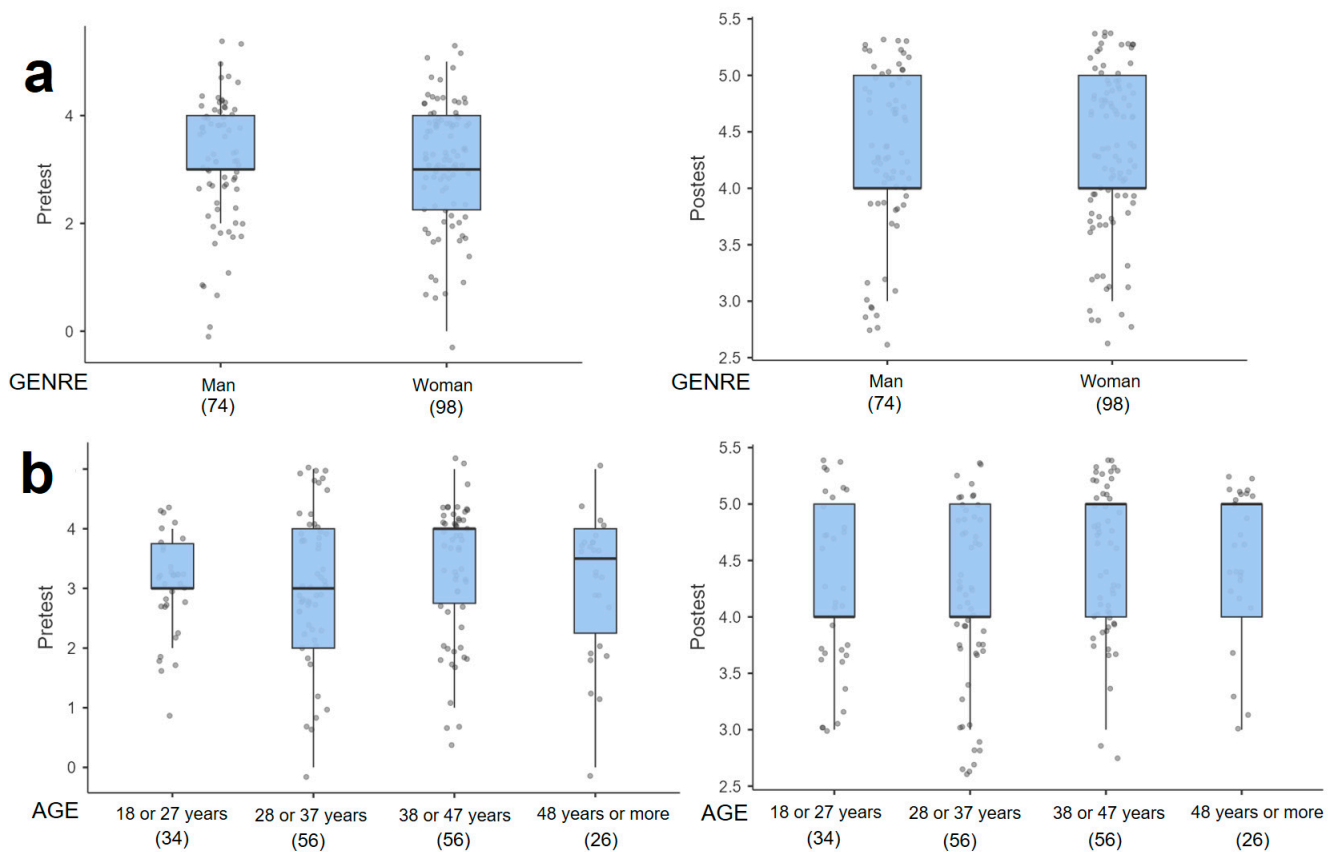 a
Pretest
4
2
0
GENRE
Man
(74)
Woman
(98)
Postest
5.5
5.0
4.5
4.0
3.0
2.5
GENRE
Man
(74)
Woman
(98)
b
Pretest
4
3
2
1
0
AGE
18 or 27 years
(34)
28 or 37 years
(56)
38 or 47 years
(56)
48 years or more
(26)
Postest
5.5
5.0
4.5
4.0
3.5
3.0
2.5
AGE
18 or 27 years
(34)
28 or 37 years
(56)
38 or 47 years
(56)
48 years or more
(26)